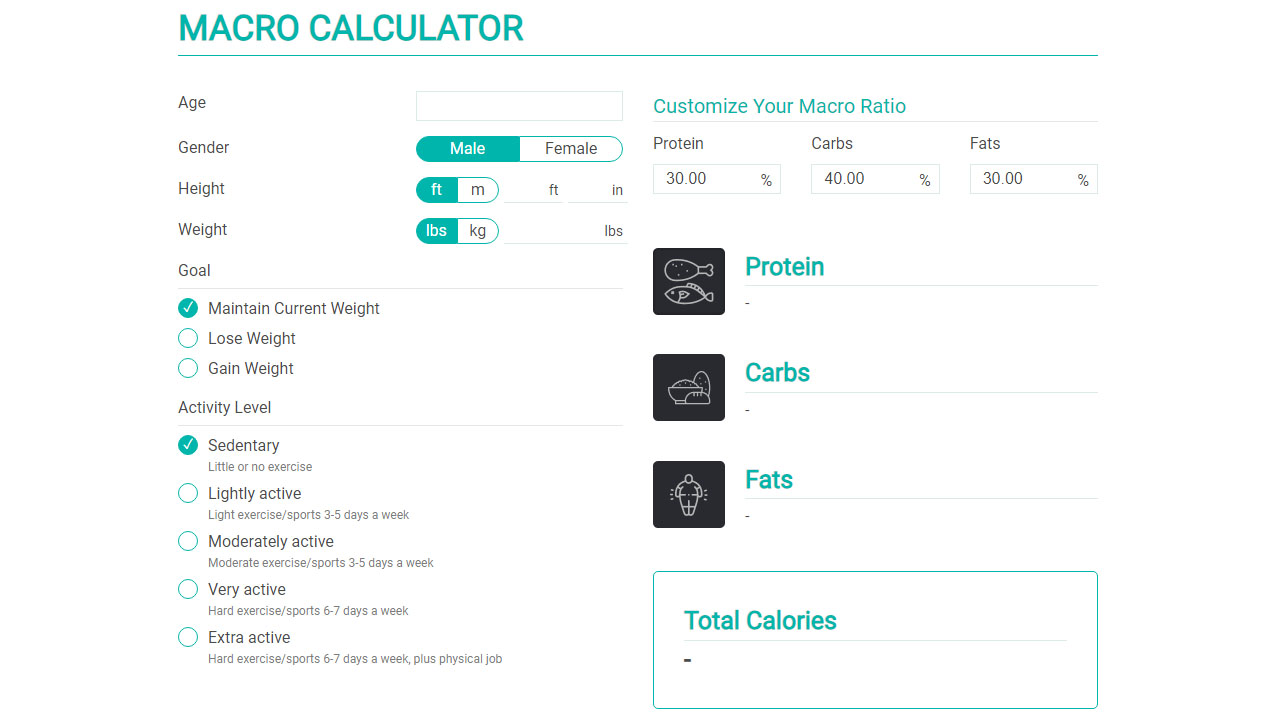 MACRO CALCULATOR
Age
Gender
Male
Female
Height
ft
m
ft
in
Weight
lbs
kg
lbs
Goal
Maintain Current Weight
Lose Weight
Gain Weight
Activity Level
Sedentary
Little or no exercise
Lightly active
Light exercise/sports 3-5 days a week
Moderately active
Moderate exercise/sports 3-5 days a week
Very active
Hard exercise/sports 6-7 days a week
Extra active
Hard exercise/sports 6-7 days a week, plus physical job
Customize Your Macro Ratio
Protein
Carbs
Fats
30.00 %
40.00 %
30.00 %
Protein
-
Carbs
-
Fats
-
Total Calories
-